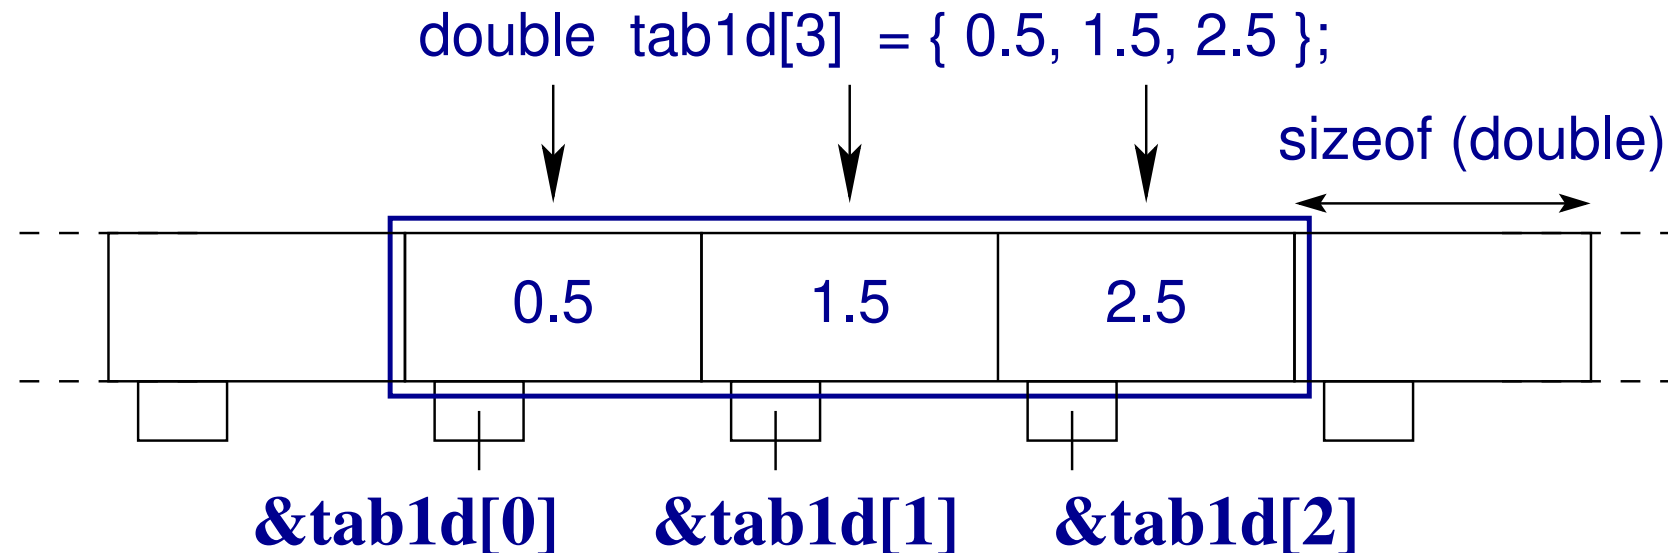 double tab1d[3] = { 0.5, 1.5, 2.5 };
sizeof (double)
0.5 1.5 2.5
&tab1d[0] &tab1d[1] &tab1d[2]